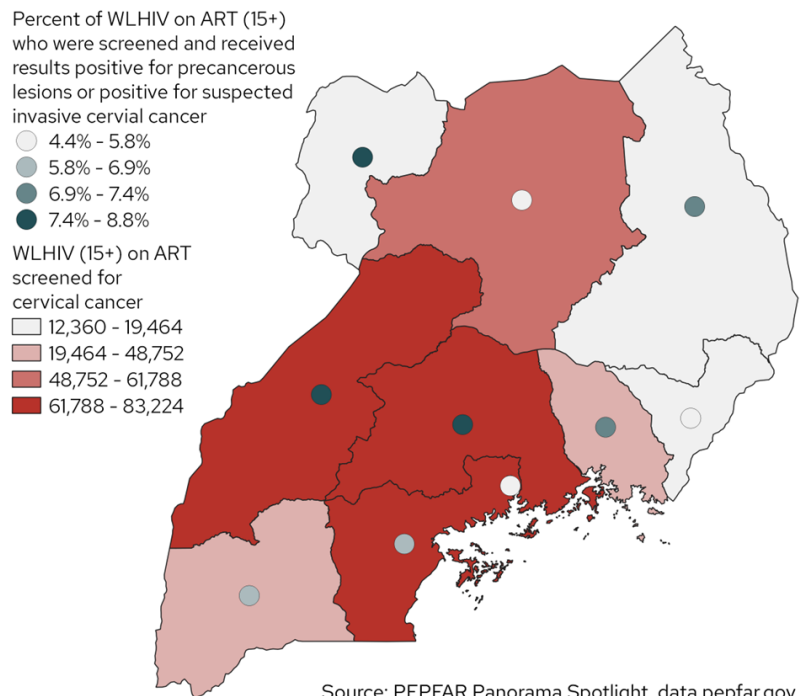 Percent of WLHIV on ART (15+)
who were screened and received
results positive for precancerous
lesions or positive for suspected
invasive cervial cancer
4.4% - 5.8%
5.8% - 6.9%
6.9% - 7.4%
7.4% - 8.8%
WLHIV (15+) on ART
screened for
cervical cancer
12,360 - 19,464
19,464 - 48,752
48,752 - 61,788
61,788 - 83,224
Source: PEPFAR Panorama Spotlight, data.pepfar.gov